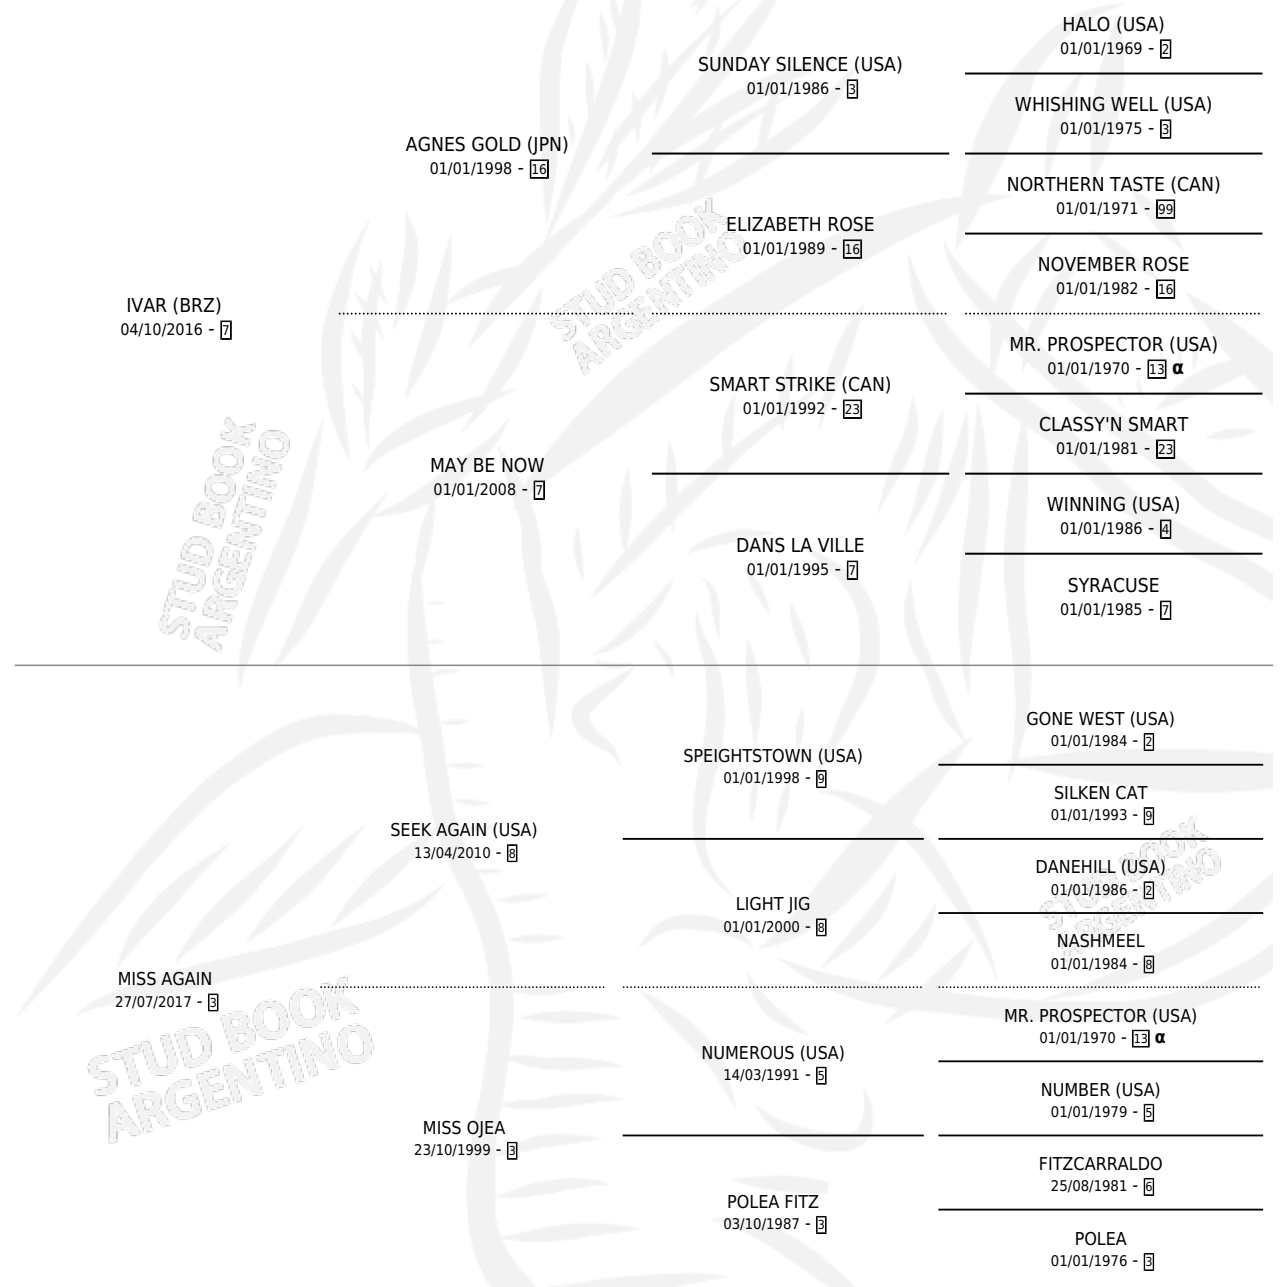 HALO (USA)
01/01/1969 - 2
SUNDAY SILENCE (USA)
01/01/1986 - 3
WHISHING WELL (USA)
01/01/1975 - 3
AGNES GOLD (JPN)
01/01/1998 - 16
NORTHERN TASTE (CAN)
01/01/1971 - 99
ELIZABETH ROSE
01/01/1989 - 16
NOVEMBER ROSE
01/01/1982 - 16
IVAR (BRZ)
04/10/2016 - 7
MR. PROSPECTOR (USA)
01/01/1970 - 13 α
SMART STRIKE (CAN)
01/01/1992 - 23
CLASSY'N SMART
01/01/1981 - 23
MAY BE NOW
01/01/2008 - 7
WINNING (USA)
01/01/1986 - 4
DANS LA VILLE
01/01/1995 - 7
SYRACUSE
01/01/1985 - 7
GONE WEST (USA)
01/01/1984 - 2
SPEIGHTSTOWN (USA)
01/01/1998 - 9
SILKEN CAT
01/01/1993 - 9
SEEK AGAIN (USA)
13/04/2010 - 8
DANEHILL (USA)
01/01/1986 - 2
LIGHT JIG
01/01/2000 - 8
NASHMEEL
01/01/1984 - 8
MISS AGAIN
27/07/2017 - 3
MR. PROSPECTOR (USA)
01/01/1970 - 13 α
NUMEROUS (USA)
14/03/1991 - 5
NUMBER (USA)
01/01/1979 - 5
MISS OJEA
23/10/1999 - 3
FITZCARRALDO
25/08/1981 - 6
POLEA FITZ
03/10/1987 - 3
POLEA
01/01/1976 - 3
STUD BOOK
ARGENTINO
STUD BOOK
ARGENTINO
STUD BOOK
ARGENTINO
STUD BOOK
ARGENTINO